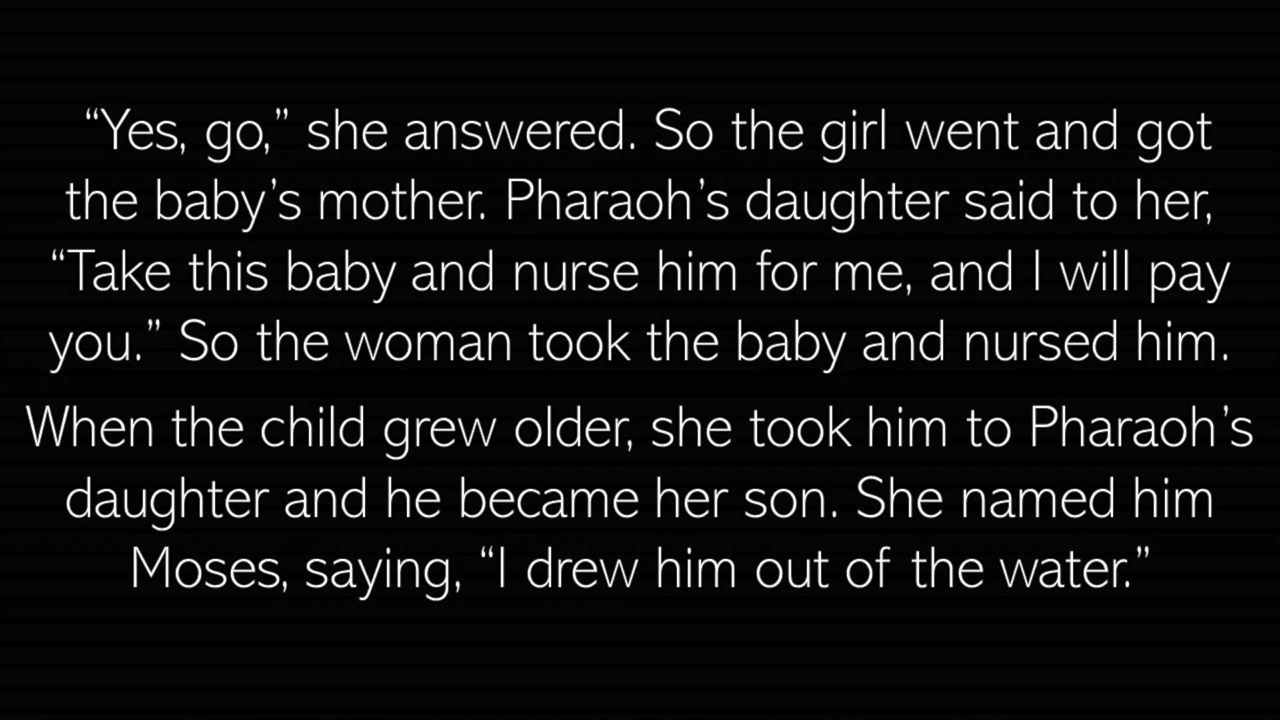 “Yes, go,” she answered. So the girl went and got
the baby’s mother. Pharaoh’s daughter said to her,
“Take this baby and nurse him for me, and I will pay
you.” So the woman took the baby and nursed him.
When the child grew older, she took him to Pharaoh’s
daughter and he became her son. She named him
Moses, saying, “I drew him out of the water.”